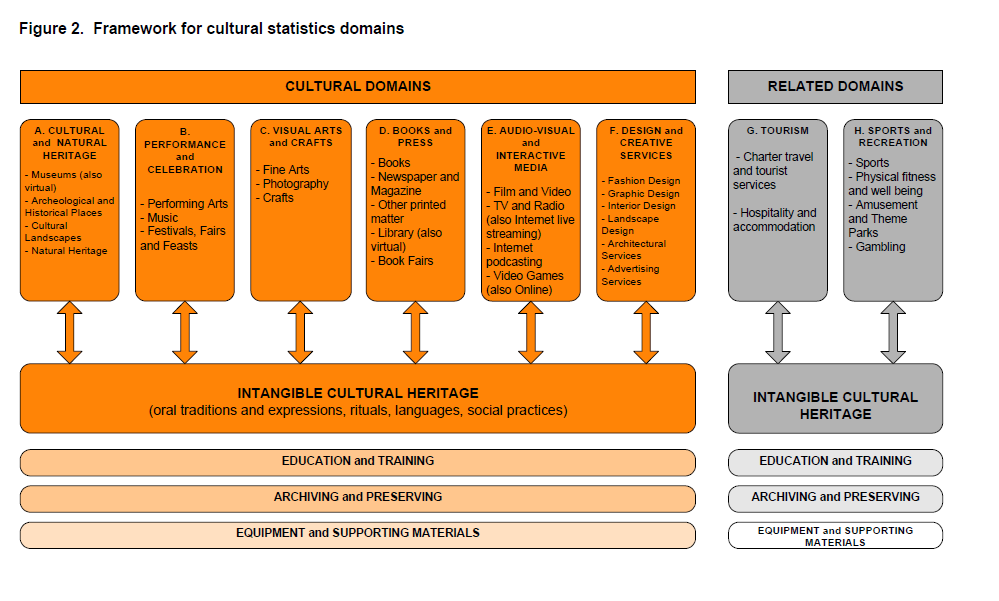 Figure 2.  Framework for cultural statistics domains
CULTURAL DOMAINS
RELATED DOMAINS
A. CULTURAL
and  NATURAL
HERITAGE
- Museums (also
virtual)
- Archeological and
Historical Places
- Cultural
Landscapes
- Natural Heritage
B.
PERFORMANCE
and
CELEBRATION
- Performing Arts
- Music
- Festivals, Fairs
and Feasts
C. VISUAL ARTS
and CRAFTS
- Fine Arts
- Photography
- Crafts
D. BOOKS and
PRESS
- Books
- Newspaper and
Magazine
- Other printed
matter
- Library (also
virtual)
- Book Fairs
E. AUDIO-VISUAL
and
INTERACTIVE
MEDIA
- Film and Video
- TV and Radio
(also Internet live
streaming)
- Internet
podcasting
- Video Games
(also Online)
F. DESIGN and
CREATIVE
SERVICES
- Fashion Design
- Graphic Design
- Interior Design
- Landscape
Design
- Architectural
Services
- Advertising
Services
G. TOURISM
- Charter travel
and tourist
services
- Hospitality and
accommodation
H. SPORTS and
RECREATION
- Sports
- Physical fitness
and well being
- Amusement
and Theme
Parks
- Gambling
INTANGIBLE CULTURAL HERITAGE
(oral traditions and expressions, rituals, languages, social practices)
INTANGIBLE CULTURAL
HERITAGE
EDUCATION and TRAINING
EDUCATION and TRAINING
ARCHIVING and PRESERVING
ARCHIVING and PRESERVING
EQUIPMENT and SUPPORTING MATERIALS
EQUIPMENT and SUPPORTING
MATERIALS